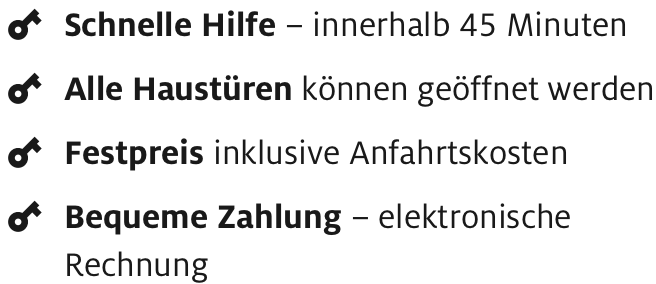 Schnelle Hilfe – innerhalb 45 Minuten
Alle Haustüren können geöffnet werden
Festpreis inklusive Anfahrtskosten
Bequeme Zahlung – elektronische
Rechnung